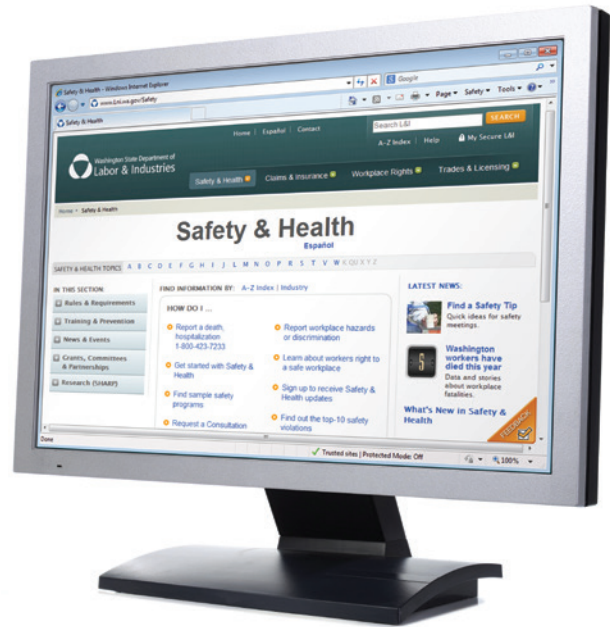 Safety & Health - Windows Internet Explorer
www.lni.wa.gov/Safety
Google
Safety & Health
Page Safety Tools
Home Español Contact
Search L&I SEARCH
A-Z Index Help My Secure L&I
Washington State Department of
Labor & Industries
Safety & Health Claims & Insurance Workplace Rights Trades & Licensing
Home Safety & Health
Safety & Health
Español
SAFETY & HEALTH TOPICS A B C D E F G H I J L M N O P R S T V W K Q U X Y Z
IN THIS SECTION:
Rules & Requirements
Training & Prevention
News & Events
Grants, Committees
& Partnerships
Research (SHARP)
FIND INFORMATION BY: A-Z Index | Industry
HOW DO I ...
Report a death,
hospitalization
1-800-423-7233
Get started with Safety &
Health
Find sample safety
programs
Request a Consultation
Report workplace hazards
or discrimination
Learn about workers right to
a safe workplace
Sign up to receive Safety &
Health updates
Find out the top-10 safety
violations
LATEST NEWS:
Find a Safety Tip
Quick ideas for safety
meetings.
5
Washington
workers have
died this year
Data and stories
about workplace
fatalities.
What's New in Safety &
Health
FEEDBACK
Done
Trusted sites | Protected Mode: Off
100%